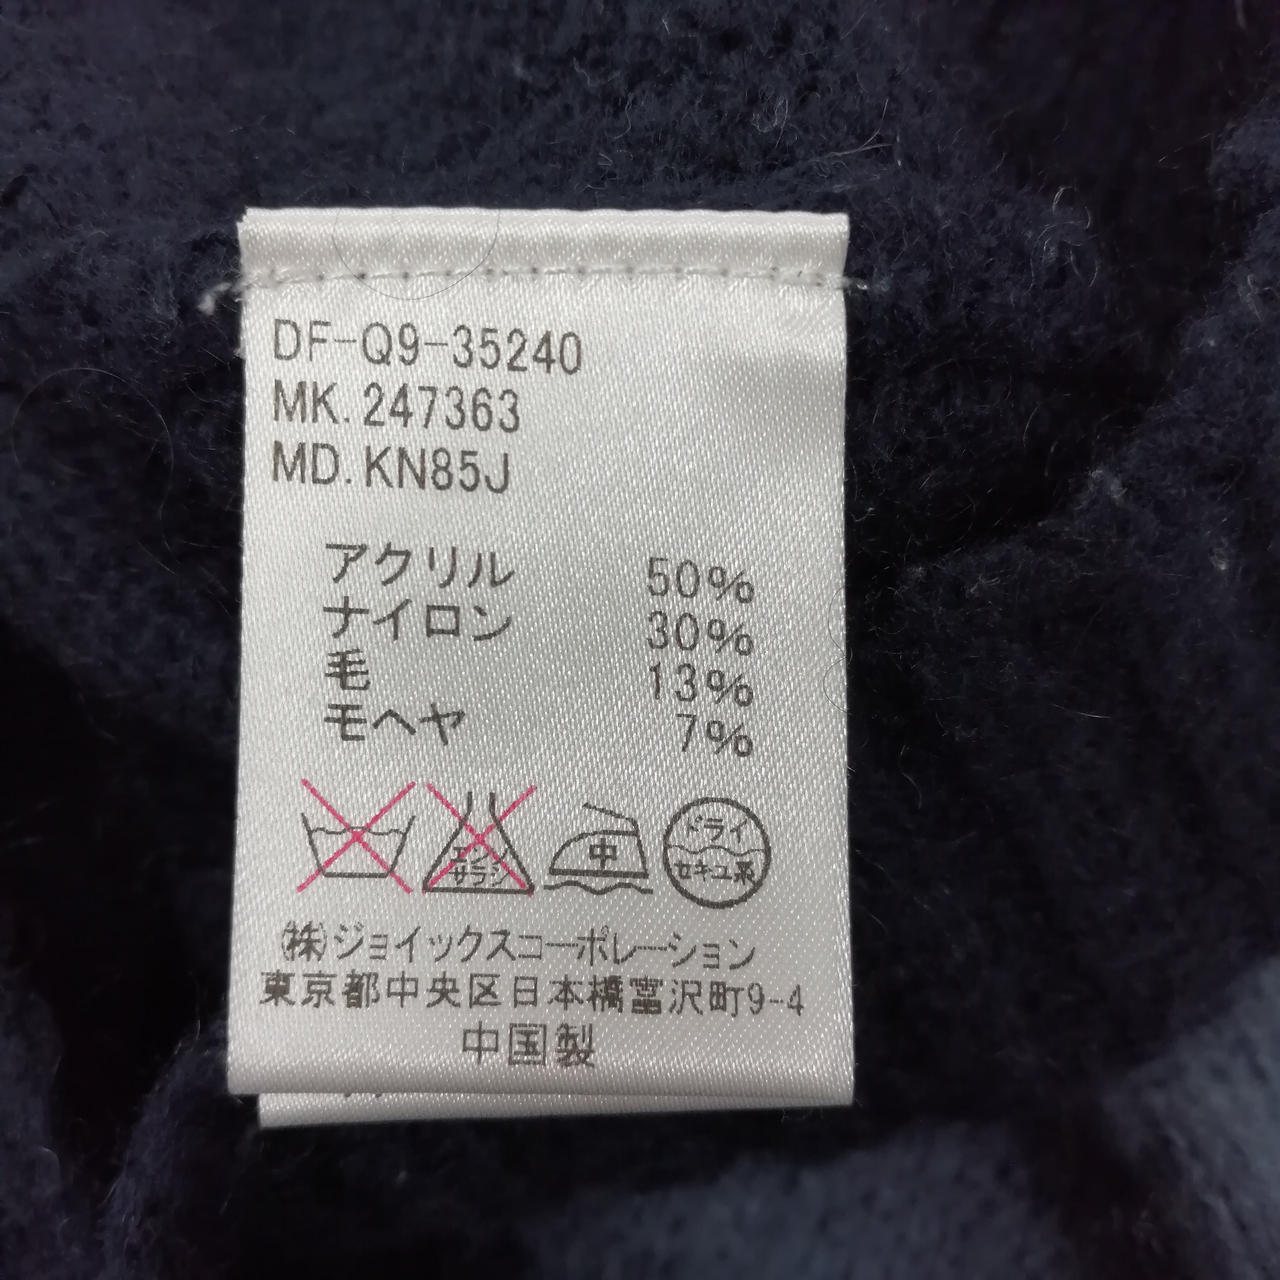 DF-Q9-35240
MK. 247363
MD. KN85J
アクリル 50%
ナイロン 30%
毛 13%
モヘヤ 7%
エンソサラシ
中
ドライ
セキユ系
(株)ジョイックスコーポレーション
東京都中央区日本橋富沢町9-4
中国製